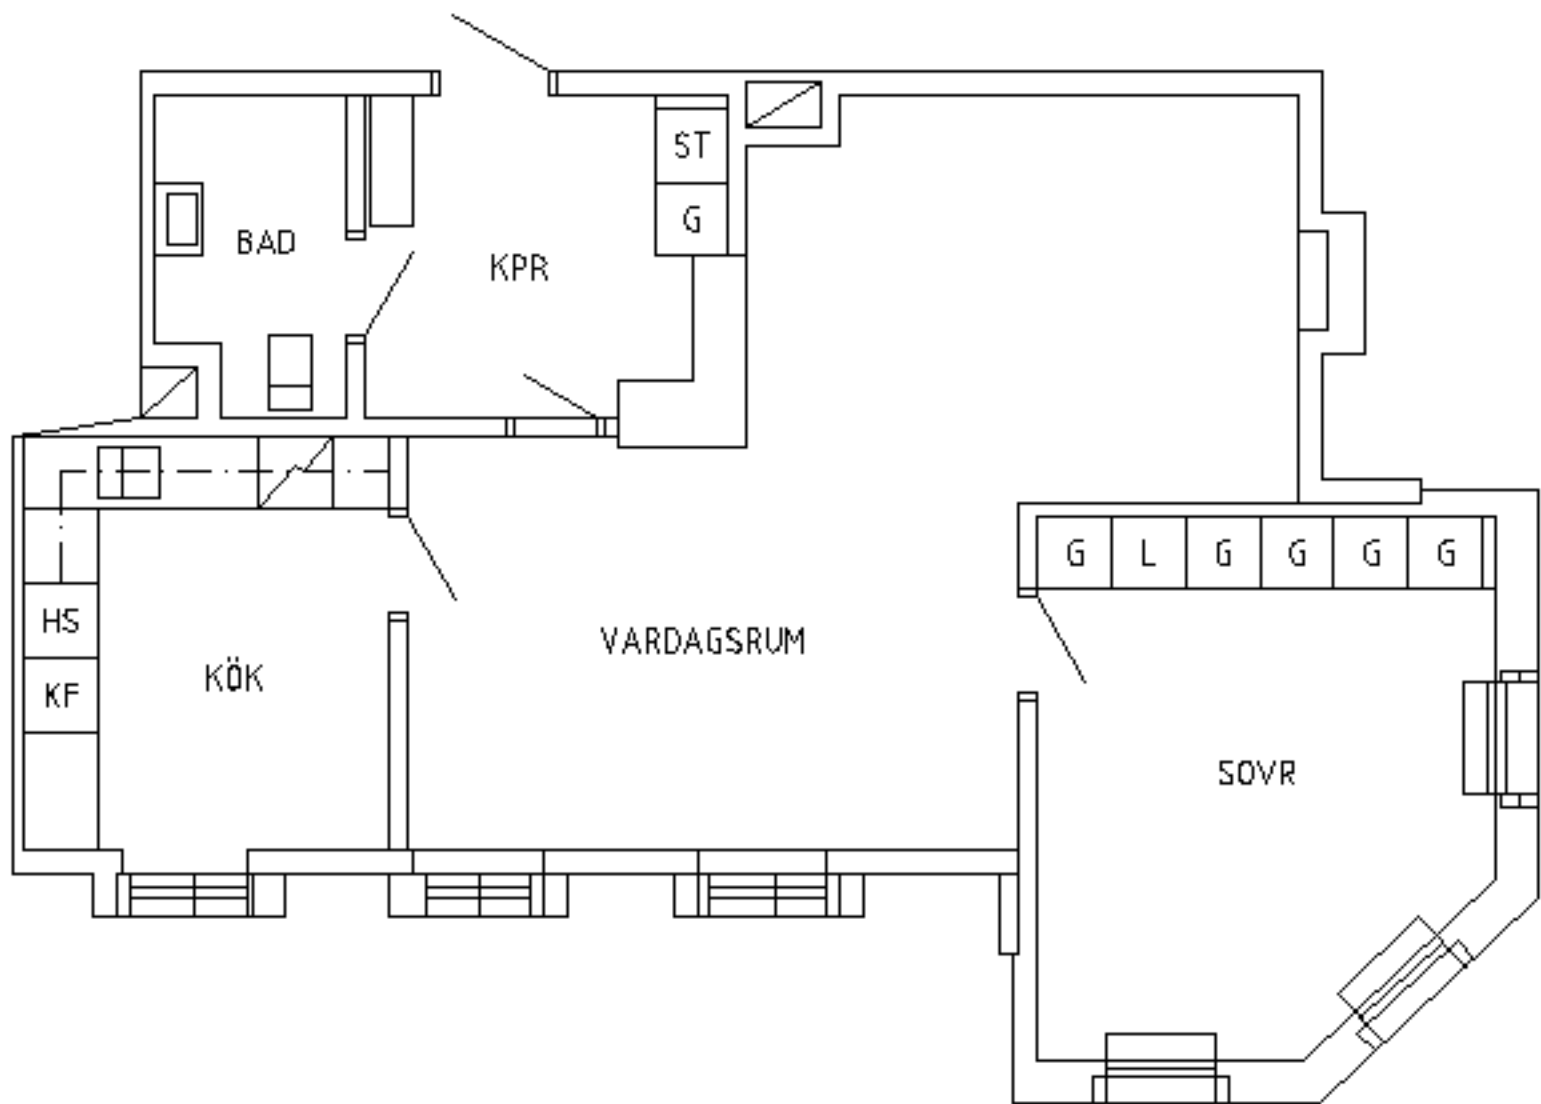 ST
G
BAD
KPR
G L G G G G
HS
VARDAGSRUM
KÖK
KF
SOVR